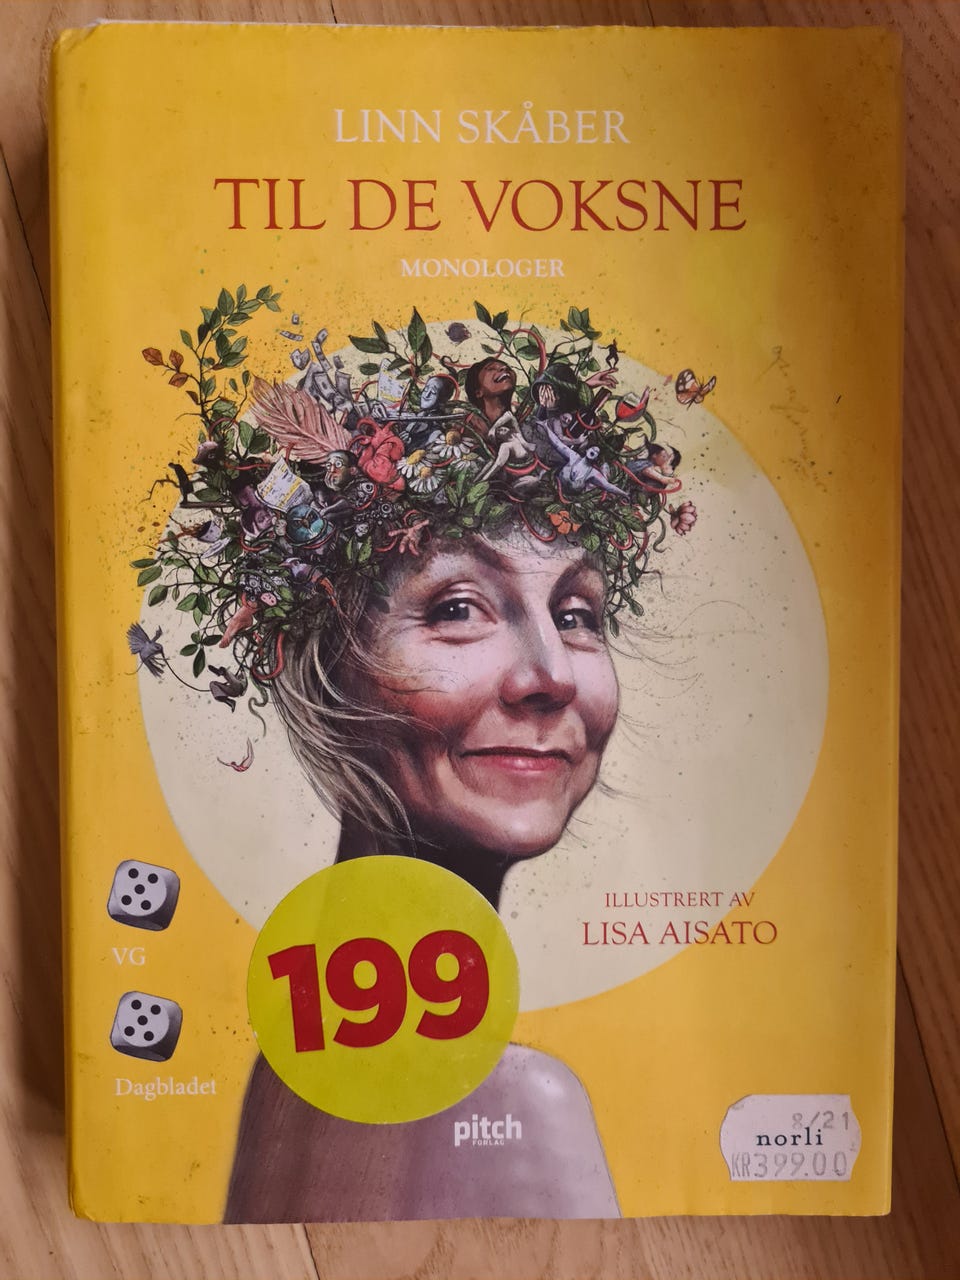 LINN SKÅBER
TIL DE VOKSNE
MONOLOGER
ILLUSTRERT AV
LISA AISATO
VG
Dagbladet
199
pitch
FORLAG
8/21
norli
KR399.00